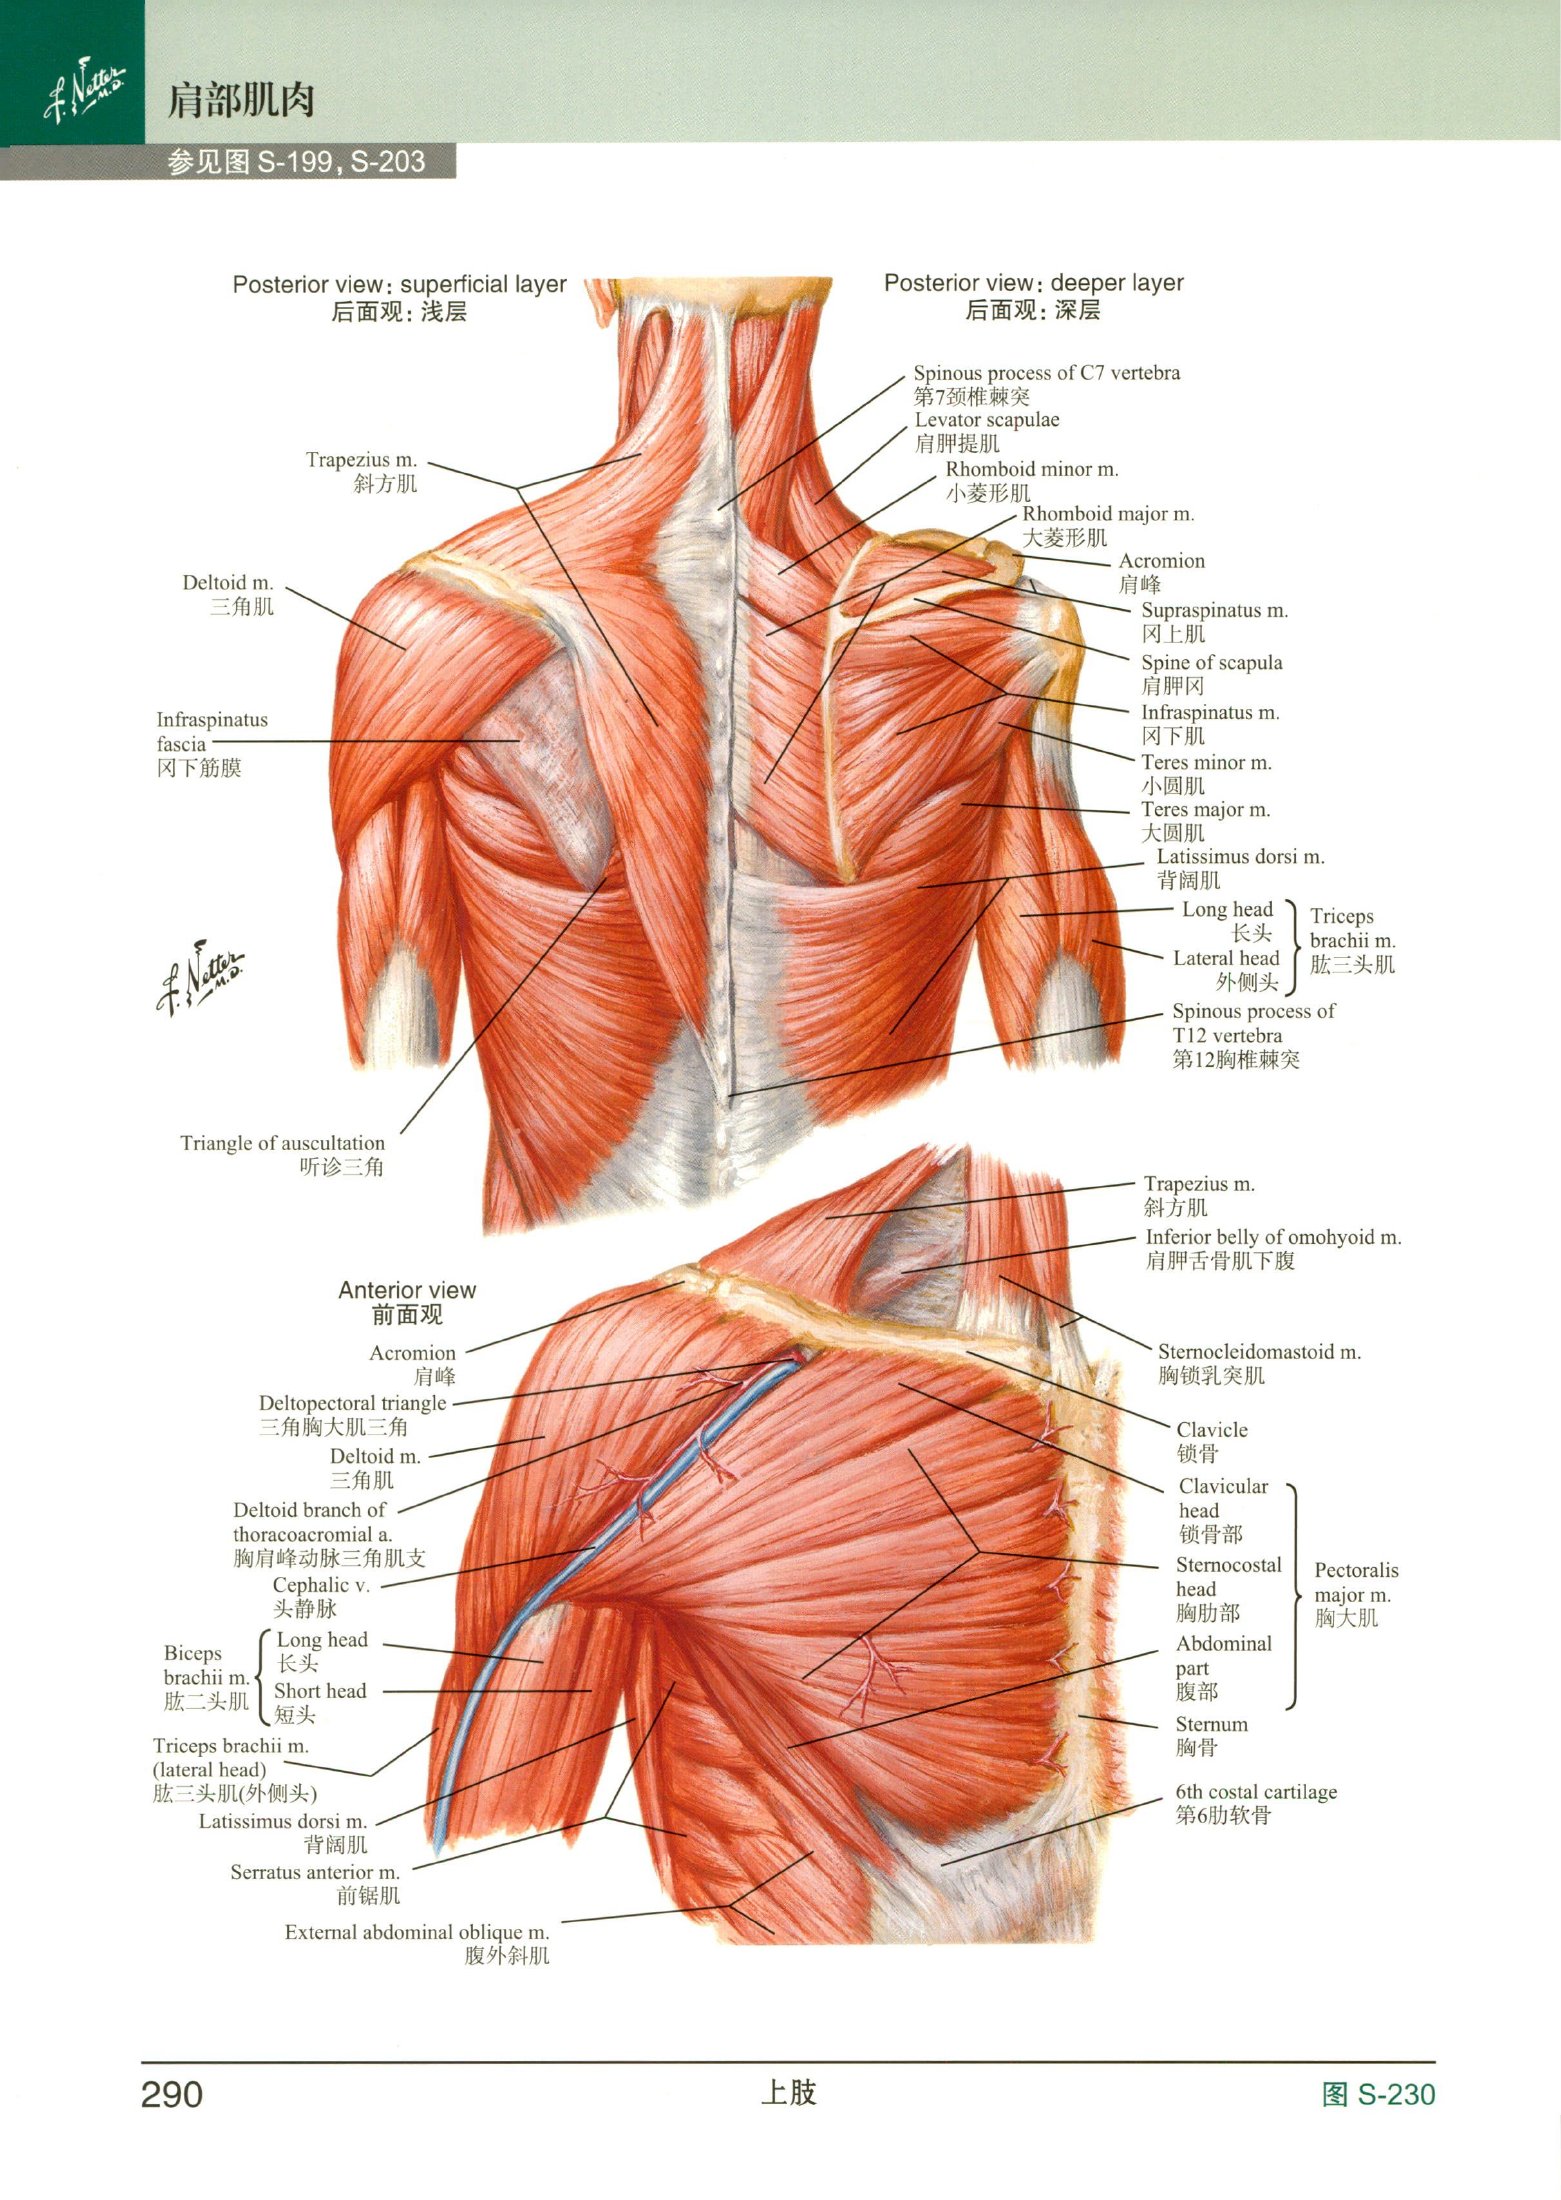 F. Netter M.D.
肩部肌肉
参见图 S-199, S-203
Posterior view: superficial layer
后面观: 浅层
Posterior view: deeper layer
后面观: 深层
Trapezius m.
斜方肌
Deltoid m.
三角肌
Infraspinatus
fascia
冈下筋膜
Triangle of auscultation
听诊三角
Spinous process of C7 vertebra
第7颈椎棘突
Levator scapulae
肩胛提肌
Rhomboid minor m.
小菱形肌
Rhomboid major m.
大菱形肌
Acromion
肩峰
Supraspinatus m.
冈上肌
Spine of scapula
肩胛冈
Infraspinatus m.
冈下肌
Teres minor m.
小圆肌
Teres major m.
大圆肌
Latissimus dorsi m.
背阔肌
Long head
长头
Lateral head
外侧头
Triceps
brachii m.
肱三头肌
Spinous process of
T12 vertebra
第12胸椎棘突
F. Netter M.D.
Anterior view
前面观
Acromion
肩峰
Deltopectoral triangle
三角胸大肌三角
Deltoid m.
三角肌
Deltoid branch of
thoracoacromial a.
胸肩峰动脉三角肌支
Cephalic v.
头静脉
Biceps
brachii m.
肱二头肌
Long head
长头
Short head
短头
Triceps brachii m.
(lateral head)
肱三头肌(外侧头)
Latissimus dorsi m.
背阔肌
Serratus anterior m.
前锯肌
External abdominal oblique m.
腹外斜肌
Trapezius m.
斜方肌
Inferior belly of omohyoid m.
肩胛舌骨肌下腹
Sternocleidomastoid m.
胸锁乳突肌
Clavicle
锁骨
Clavicular
head
锁骨部
Sternocostal
head
胸肋部
Abdominal
part
腹部
Pectoralis
major m.
胸大肌
Sternum
胸骨
6th costal cartilage
第6肋软骨
290
上肢
图 S-230